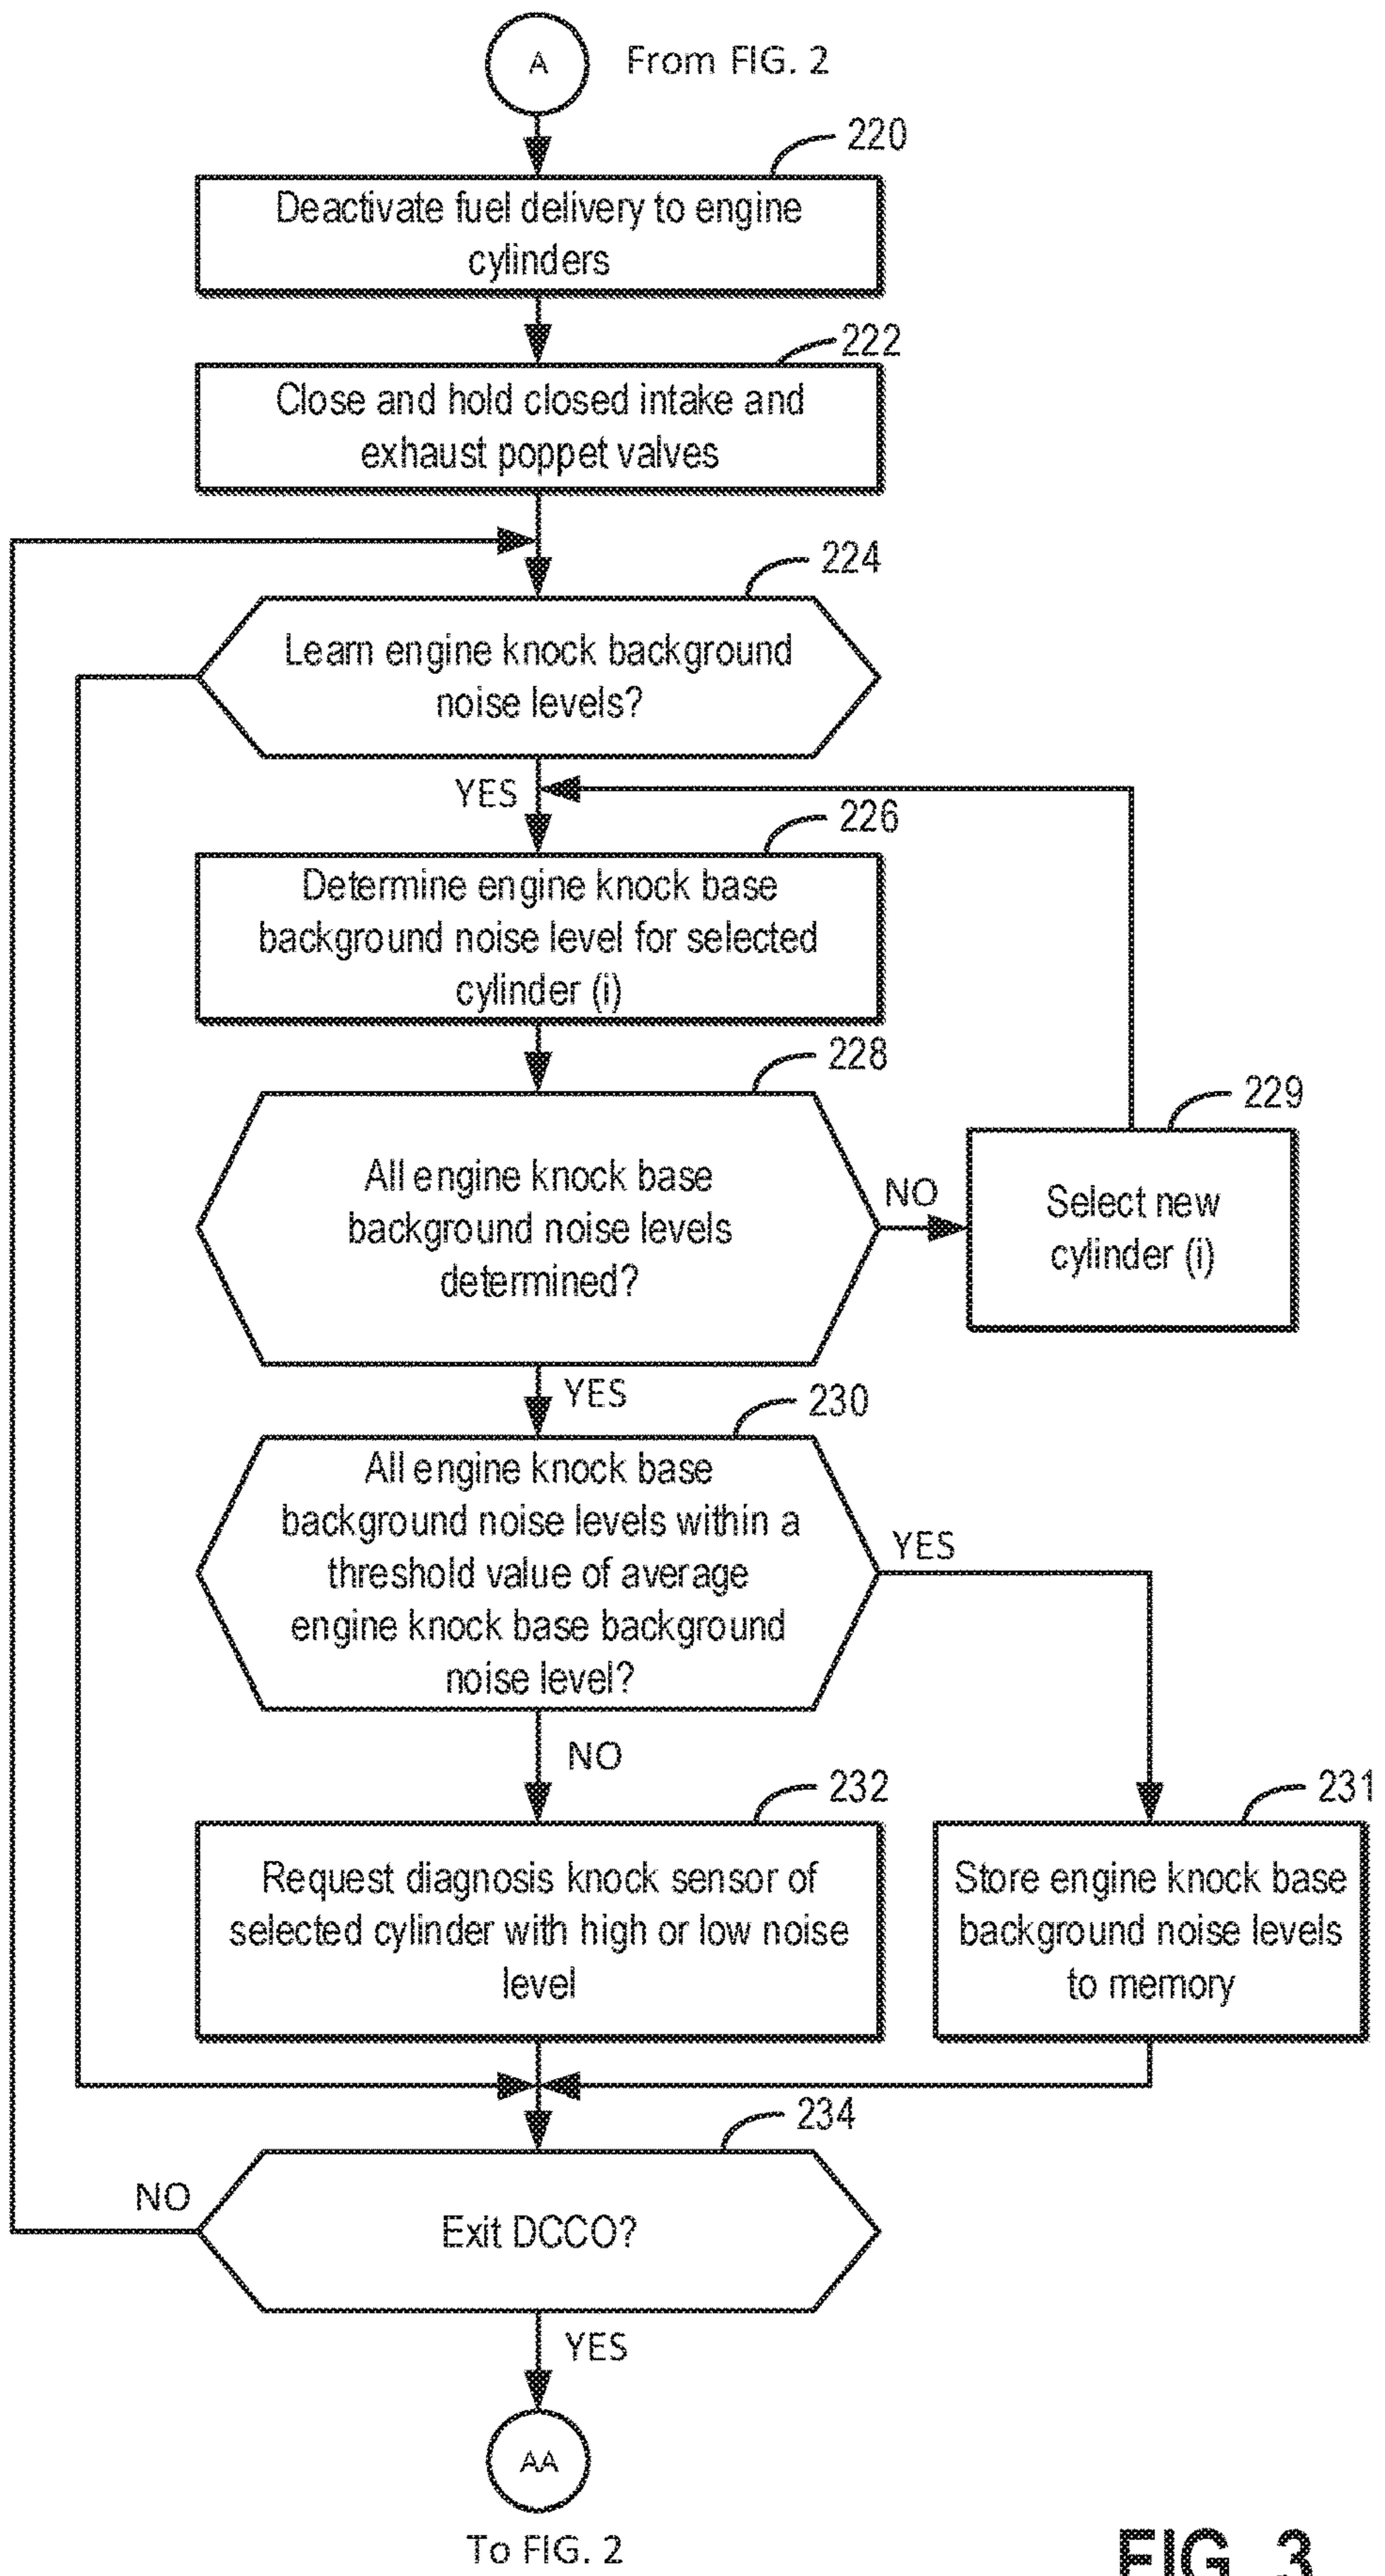 A
From FIG. 2
220
Deactivate fuel delivery to engine
cylinders
222
Close and hold closed intake and
exhaust poppet valves
224
Learn engine knock background
noise levels?
YES
226
Determine engine knock base
background noise level for selected
cylinder (i)
228
All engine knock base
background noise levels
determined?
NO
229
Select new
cylinder (i)
YES
230
All engine knock base
background noise levels within a
threshold value of average
engine knock base background
noise level?
YES
NO
232
Request diagnosis knock sensor of
selected cylinder with high or low noise
level
231
Store engine knock base
background noise levels
to memory
234
NO
Exit DCCO?
YES
AA
To FIG. 2
FIG. 3